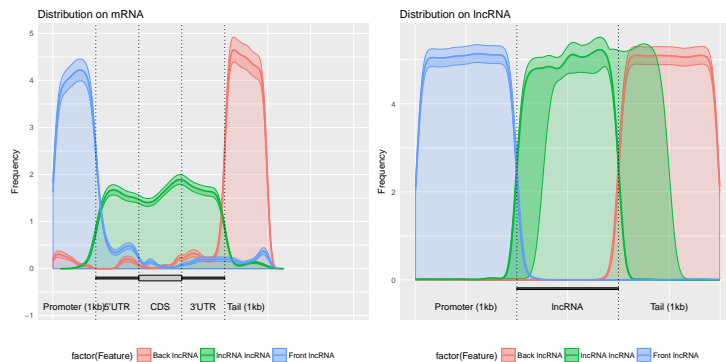 Distribution on mRNA
5
4
3
2
1
0
−1
Frequency
Promoter (1kb) 5'UTR CDS 3'UTR Tail (1kb)
factor(Feature) Back lncRNA lncRNA lncRNA Front lncRNA
Distribution on lncRNA
4
2
0
Frequency
Promoter (1kb) lncRNA Tail (1kb)
factor(Feature) Back lncRNA lncRNA lncRNA Front lncRNA